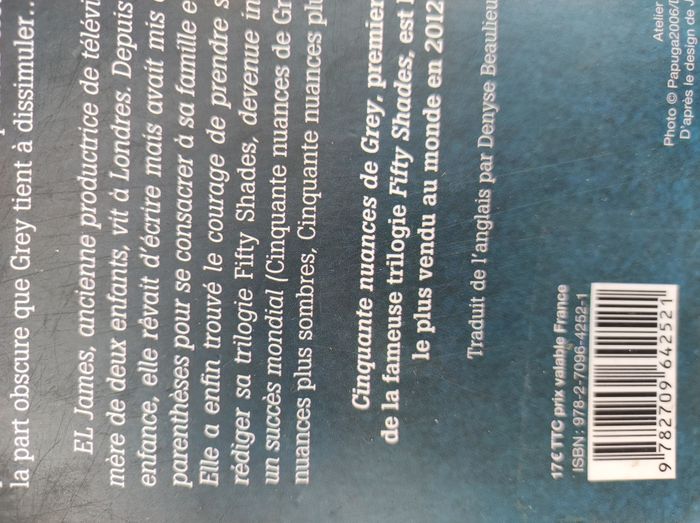 la part obscure que Grey tient à dissimuler...
EL James, ancienne productrice de télévi
mère de deux enfants, vit à Londres. Depuis
enfance, elle rêvait d'écrire mais avait mis
parenthèses pour se consacrer à sa famille e
Elle a enfin trouvé le courage de prendre s
rédiger sa trilogie Fifty Shades, devenue in
un succès mondial (Cinquante nuances de Gr
nuances plus sombres, Cinquante nuances plu
Cinquante nuances de Grey, premier
de la fameuse trilogie Fifty Shades, est l
le plus vendu au monde en 2012
Traduit de l'anglais par Denyse Beaulieu
Atelier
Photo © Papuga2006/
D'après le design de J
17€ TTC prix valable France
ISBN: 978-2-7096-4252-1
9 782709 642521